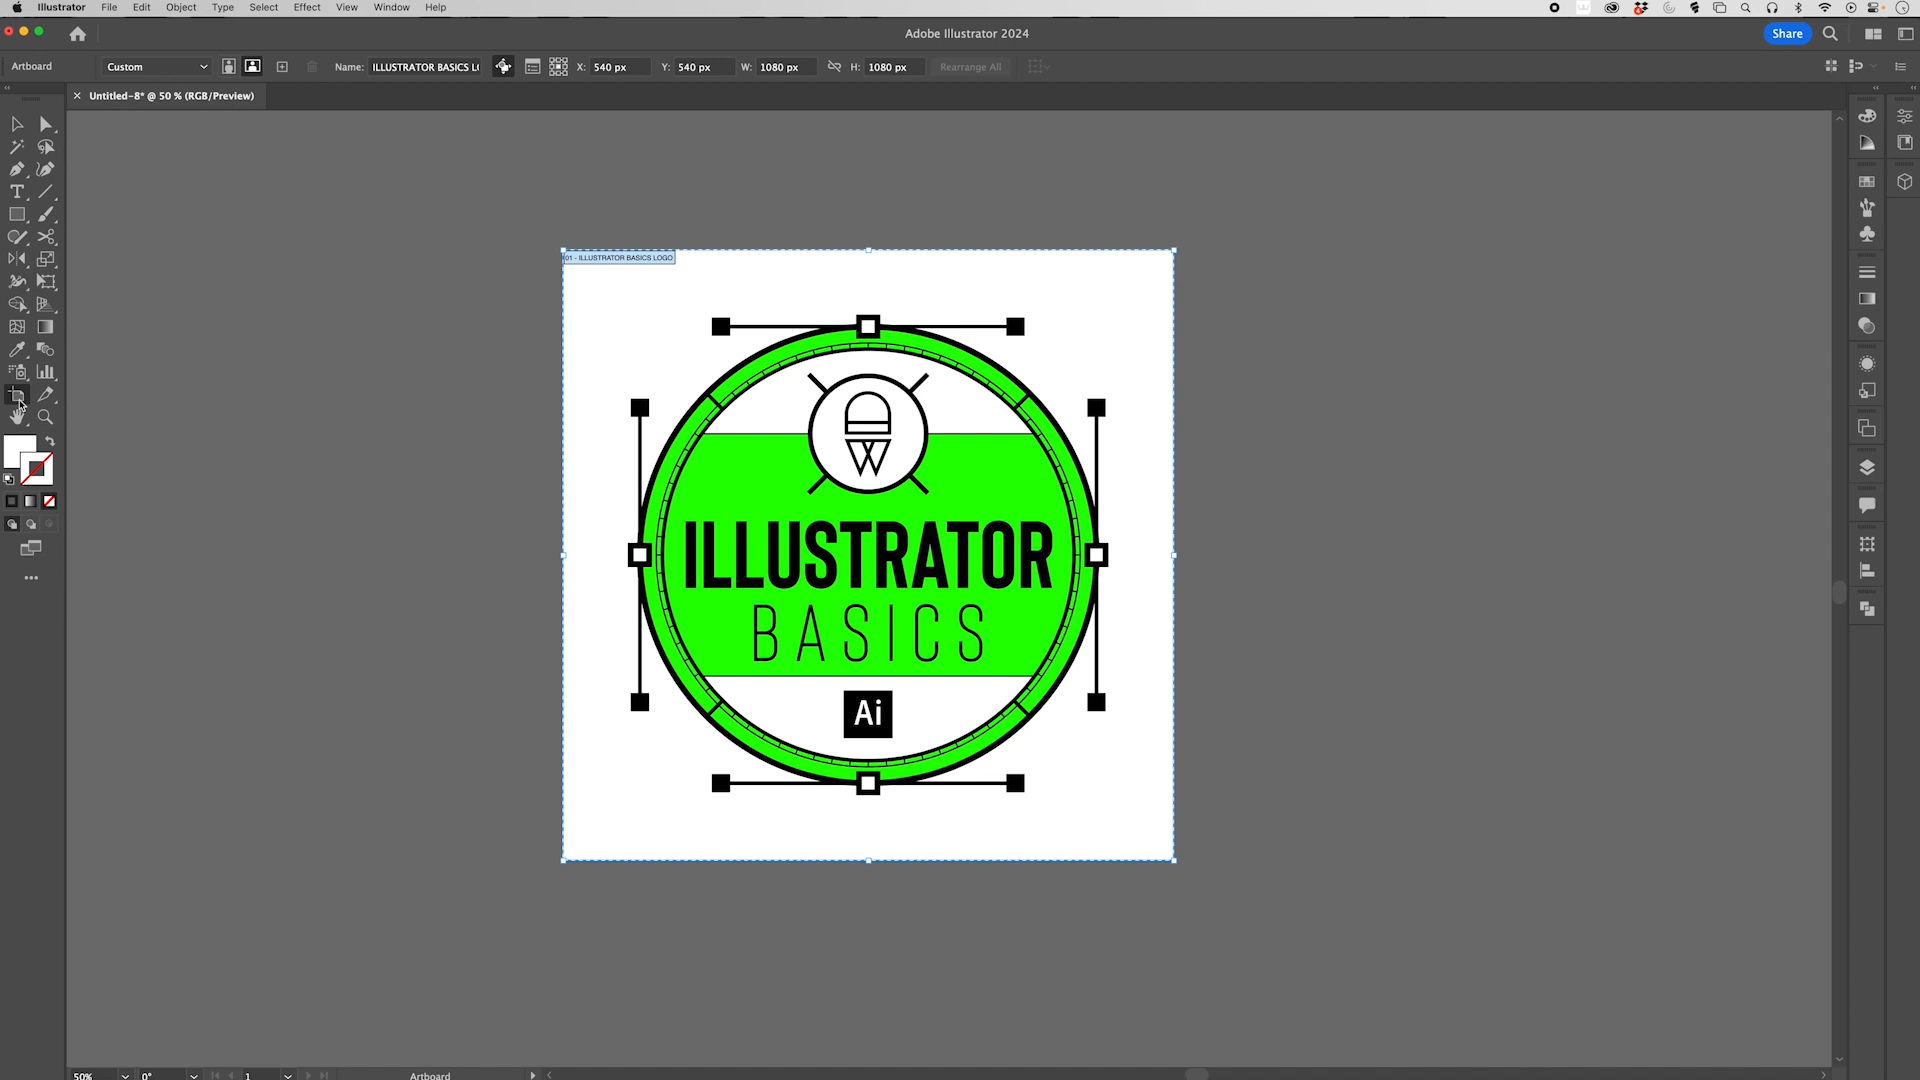 Illustrator File Edit Object Type Select Effect View Window Help
Adobe Illustrator 2024
Share
Artboard Custom Name: ILLUSTRATOR BASICS L X: 540 px Y: 540 px W: 1080 px H: 1080 px Rearrange All
Untitled-8* @ 50 % (RGB/Preview)
01 - ILLUSTRATOR BASICS LOGO
ILLUSTRATOR
BASICS
Ai
50% 0° 1 Artboard